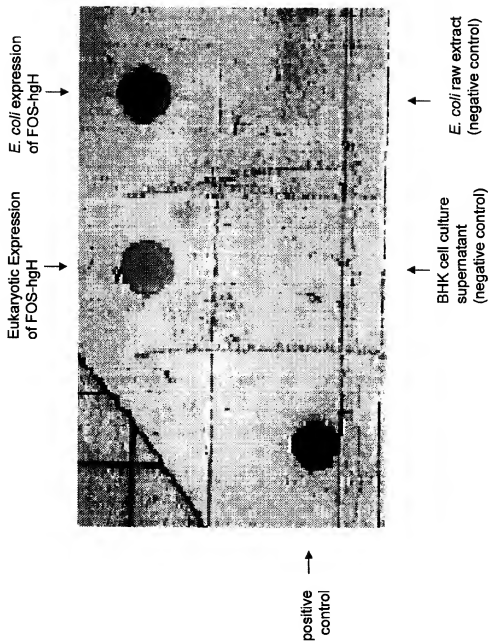 E. coli expression
of FOS-hgH
Eukaryotic Expression
of FOS-hgH
E. coli raw extract
(negative control)
BHK cell culture
supernatant
(negative control)
positive
control